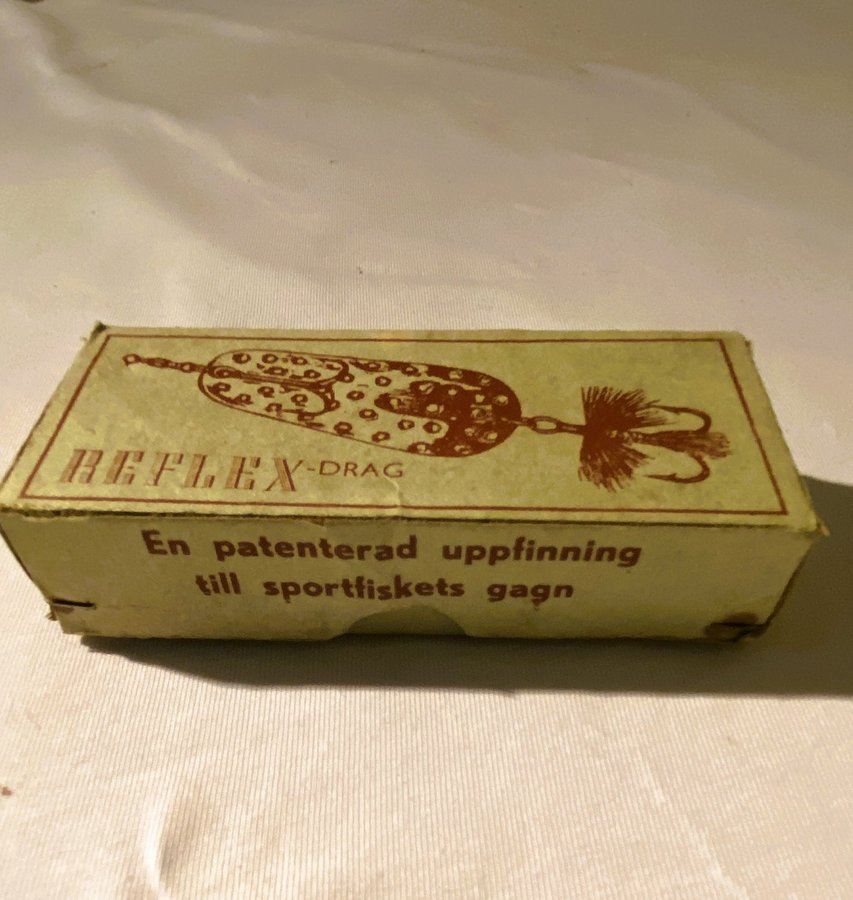 REFLEX-DRAG
En patenterad uppfinning
till sportfiskets gagn